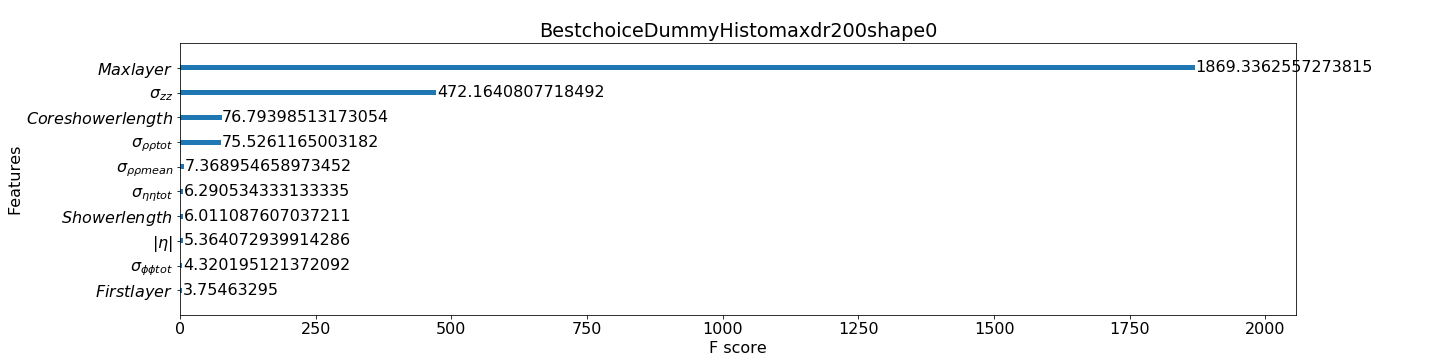 BestchoiceDummyHistomaxdr200shape0
Maxlayer 1869.3362557273815
σzz 472.1640807718492
Coreshowerlength 76.79398513173054
σρρtot 75.5261165003182
σρρmean 7.368954658973452
σηηtot 6.290534333133335
Showerlength 6.011087607037211
|η| 5.364072939914286
σϕϕtot 4.320195121372092
Firstlayer 3.75463295
Features
0 250 500 750 1000 1250 1500 1750 2000
F score